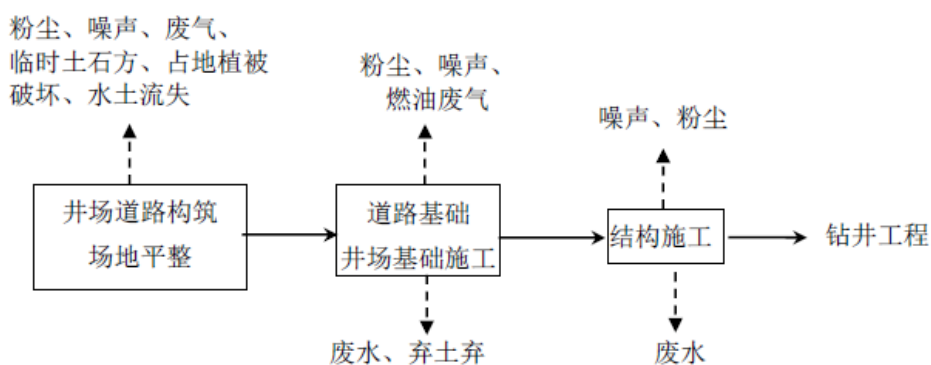 粉尘、噪声、废气、
临时土石方、占地植被
破坏、水土流失
粉尘、噪声、
燃油废气
噪声、粉尘
井场道路构筑
场地平整
道路基础
井场基础施工
结构施工
钻井工程
废水、弃土弃
废水